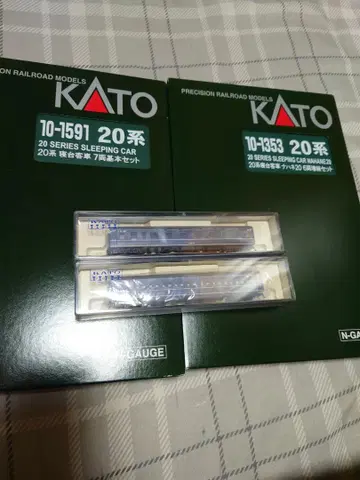 PRECISION RAILROAD MODELS
KATO
10-1591 20系
20 SERIES SLEEPING CAR
20系 寝台客車 7両基本セット
N-GAUGE
PRECISION RAILROAD MODELS
KATO
10-1353 20系
20 SERIES SLEEPING CAR NAHANE20
20系寝台客車 ナハネ20 6両増結セット
N-GAUGE
KATO
KATO